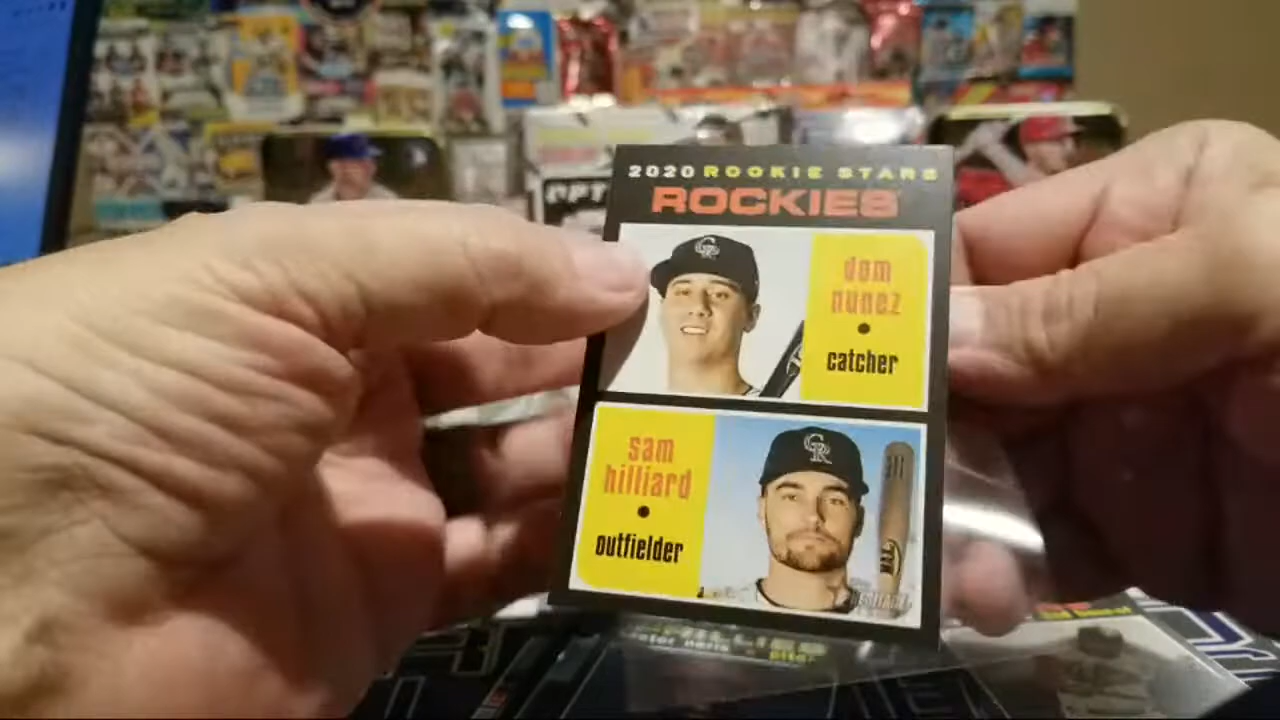 2020 ROOKIE STARS
ROCKIES
dom
nunez
catcher
sam
hilliard
outfielder